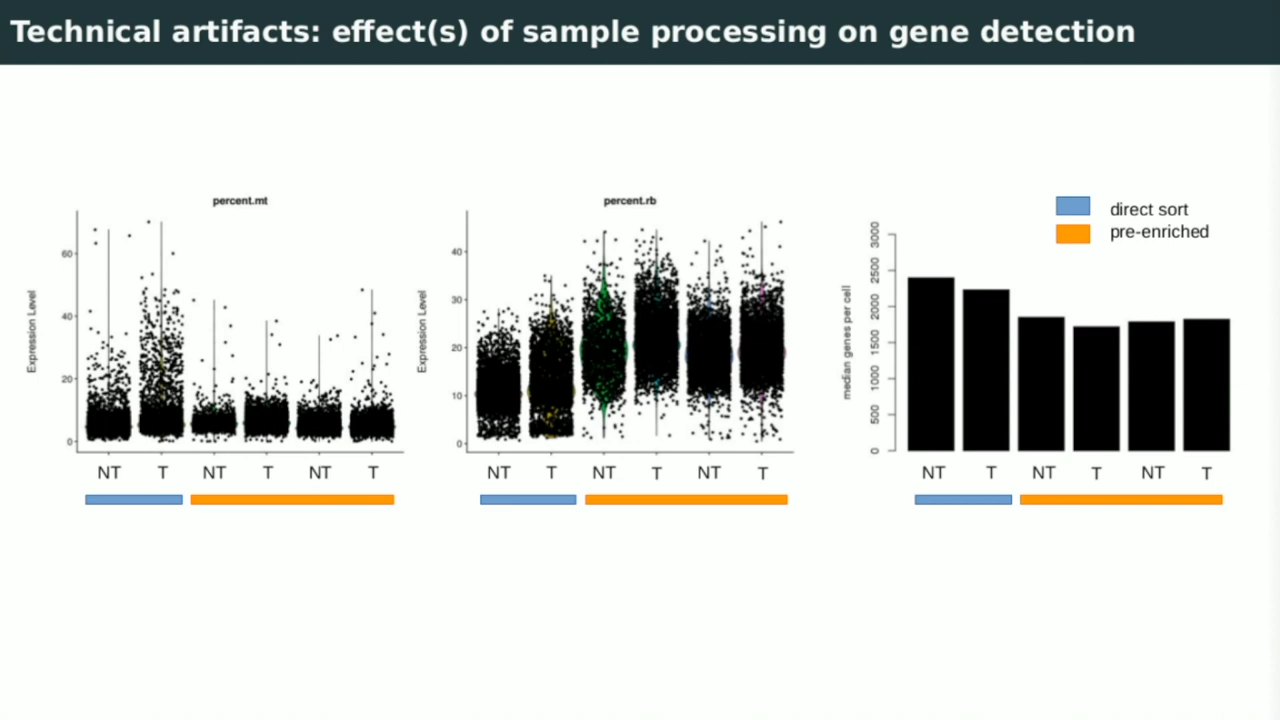 Technical artifacts: effect(s) of sample processing on gene detection
percent.mt
Expression Level
60
40
20
0
NT T NT T NT T
percent.rb
Expression Level
40
30
20
10
0
NT T NT T NT T
direct sort
pre-enriched
median genes per cell
3000
2500
2000
1500
1000
500
0
NT T NT T NT T